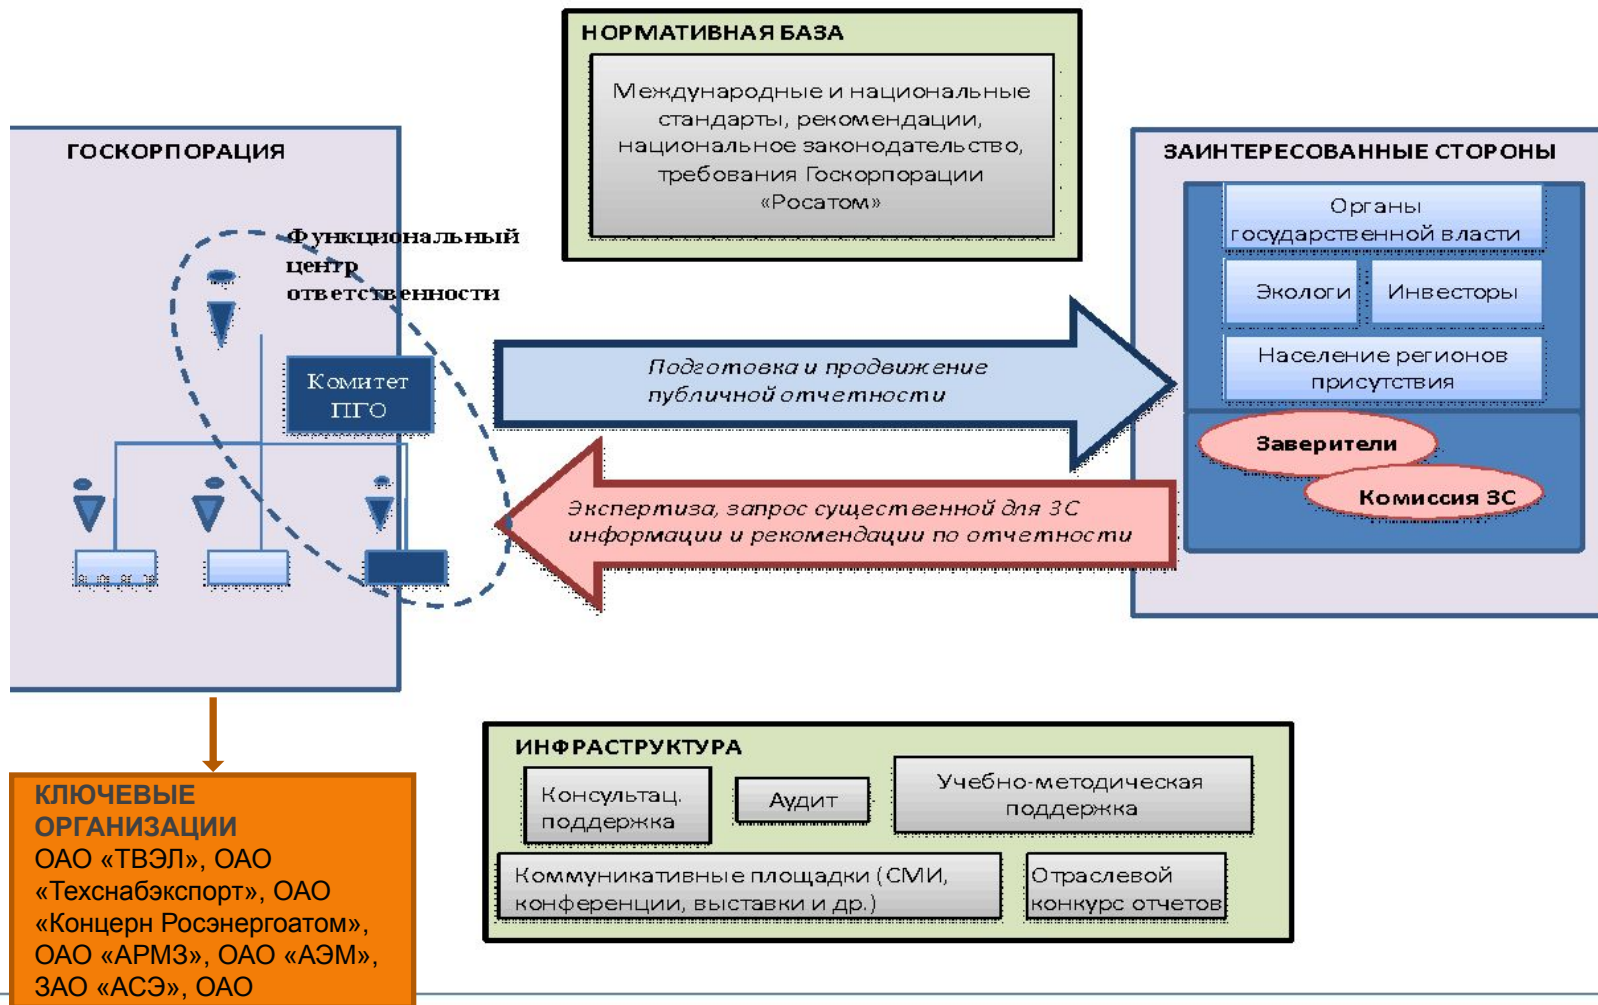 НОРМАТИВНАЯ БАЗА
Международные и национальные
стандарты, рекомендации,
национальное законодательство,
требования Госкорпорации
«Росатом»
ГОСКОРПОРАЦИЯ
Функциональный
центр
ответственности
Комитет
ПГО
Подготовка и продвижение
публичной отчетности
Экспертиза, запрос существенной для ЗС
информации и рекомендации по отчетности
ЗАИНТЕРЕСОВАННЫЕ СТОРОНЫ
Органы
государственной власти
Экологи
Инвесторы
Население регионов
присутствия
Заверители
Комиссия ЗС
КЛЮЧЕВЫЕ
ОРГАНИЗАЦИИ
ОАО «ТВЭЛ», ОАО
«Техснабэкспорт», ОАО
«Концерн Росэнергоатом»,
ОАО «АРМЗ», ОАО «АЭМ»,
ЗАО «АСЭ», ОАО
ИНФРАСТРУКТУРА
Консультац.
поддержка
Аудит
Учебно-методическая
поддержка
Коммуникативные площадки (СМИ,
конференции, выставки и др.)
Отраслевой
конкурс отчетов